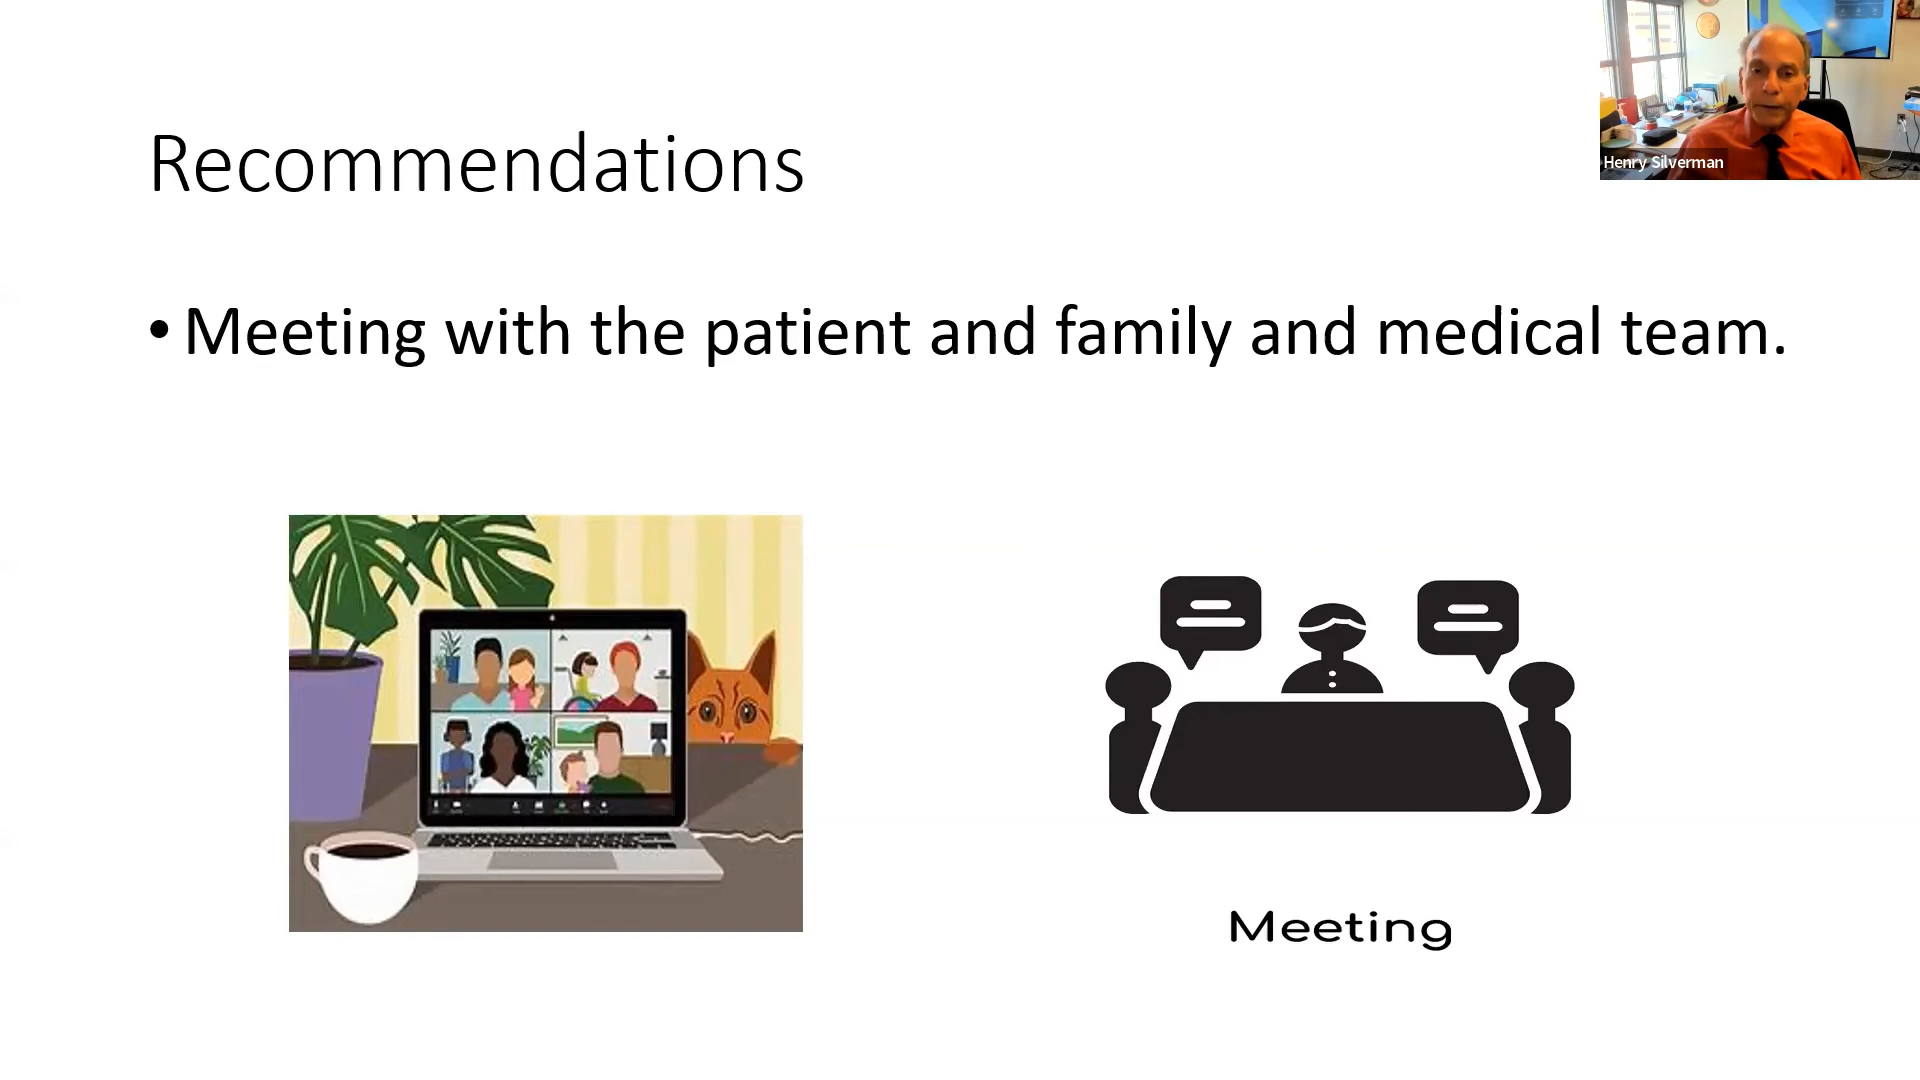 Henry Silverman
Recommendations
• Meeting with the patient and family and medical team.
Meeting